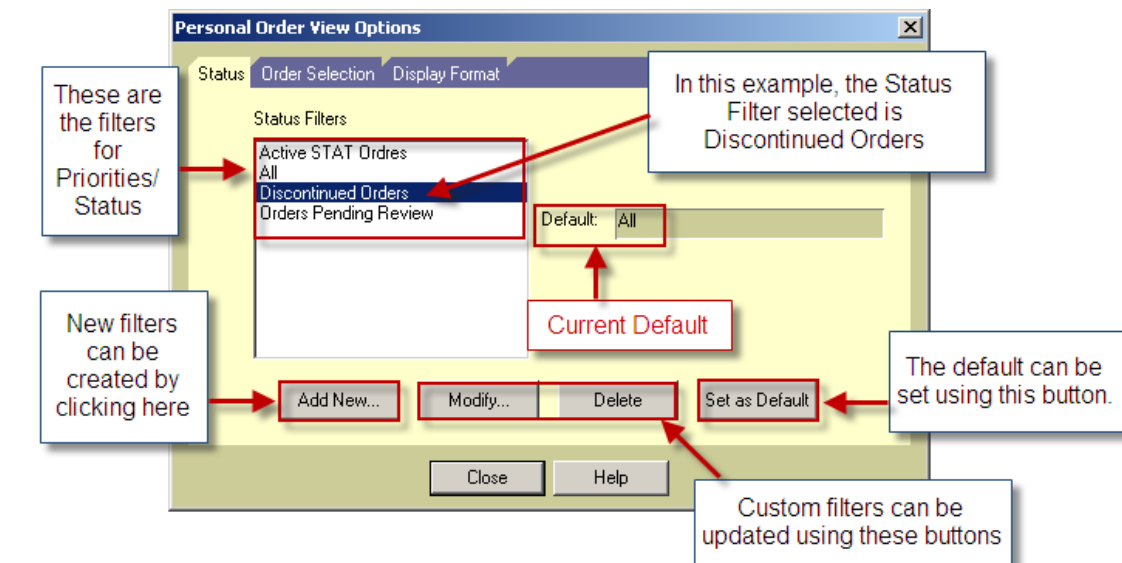 Personal Order View Options
Status Order Selection Display Format
These are
the filters
for
Priorities/
Status
Status Filters
Active STAT Ordres
All
Discontinued Orders
Orders Pending Review
In this example, the Status
Filter selected is
Discontinued Orders
Default: All
Current Default
New filters
can be
created by
clicking here
Add New... Modify... Delete Set as Default
The default can be
set using this button.
Close Help
Custom filters can be
updated using these buttons